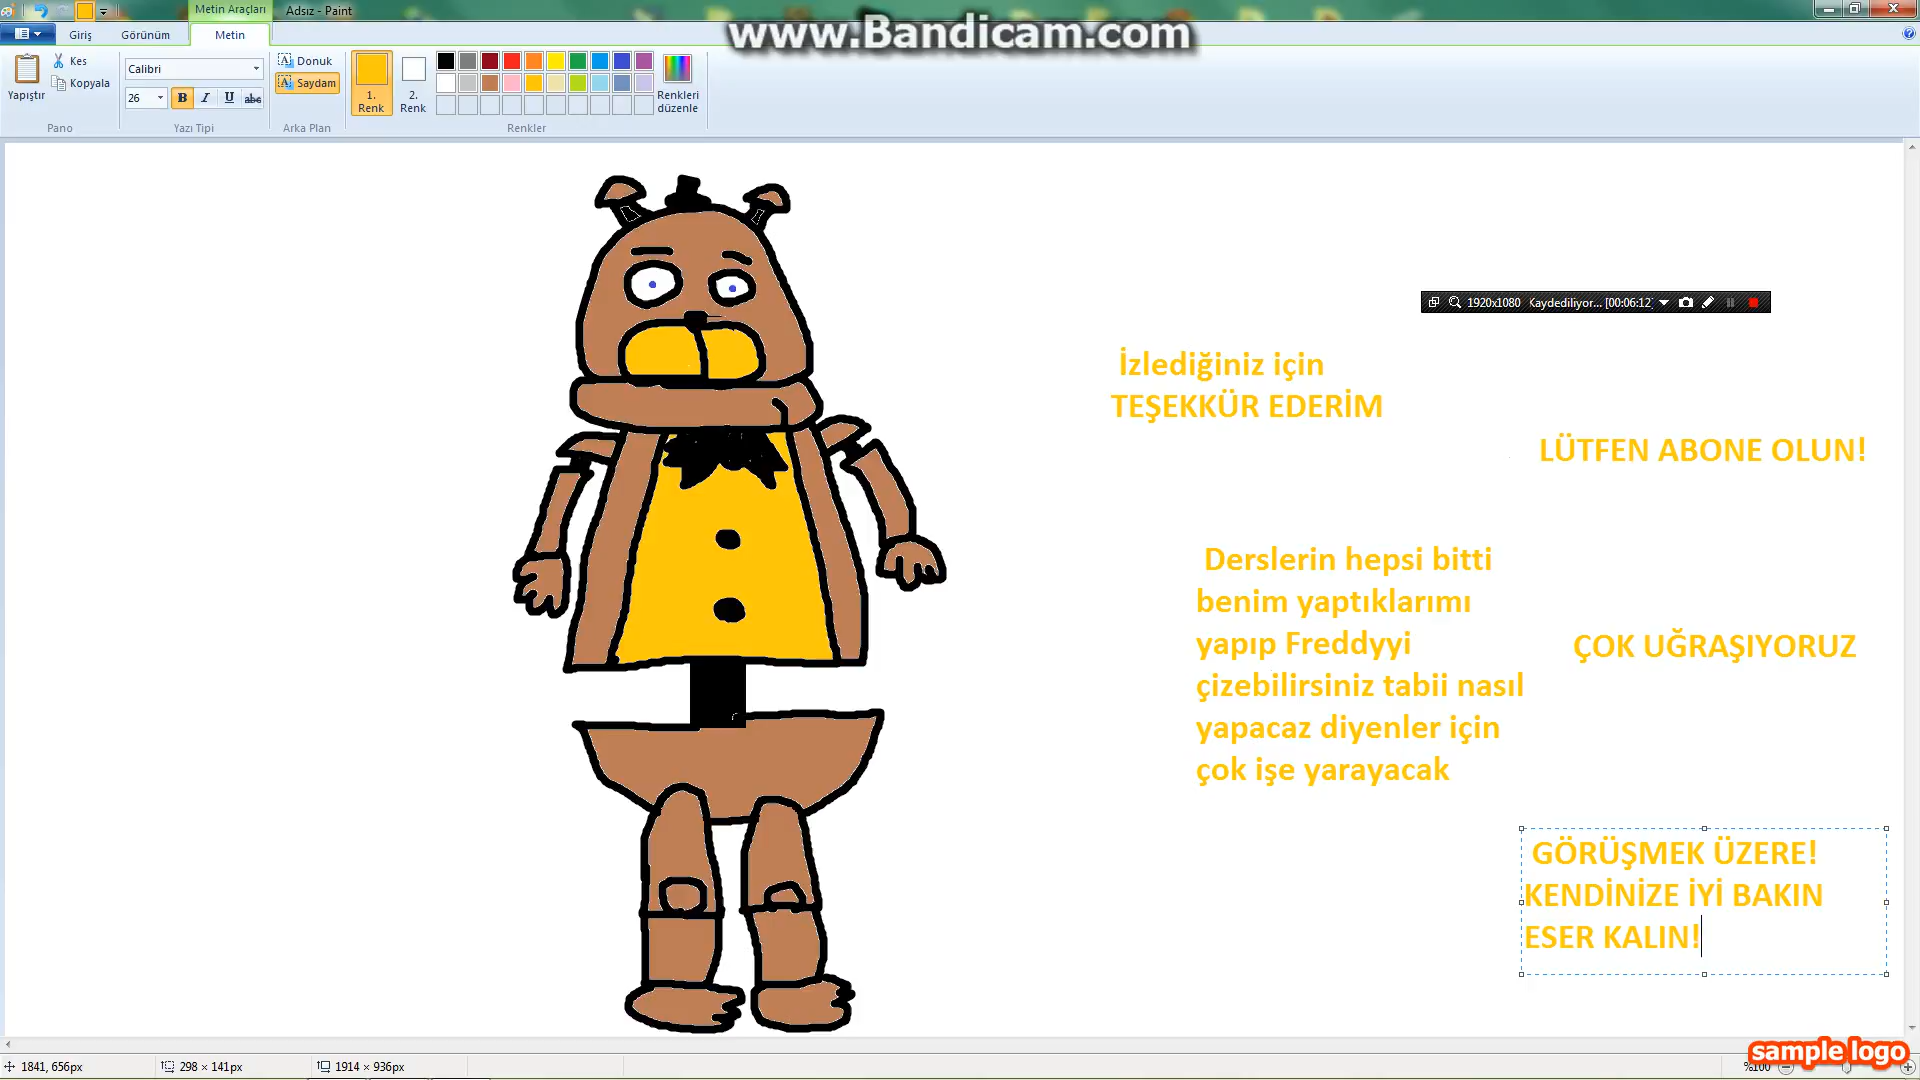 Metin Araçları
Adsız - Paint
www.Bandicam.com
Giriş
Görünüm
Metin
Yapıştır
Kes
Kopyala
Pano
Calibri
26
B
I
U
abc
Yazı Tipi
Donuk
Saydam
Arka Plan
1.
Renk
2.
Renk
Renkleri
düzenle
Renkler
1920x1080 Kaydediliyor... [00:06:12]
İzlediğiniz için
TEŞEKKÜR EDERİM
LÜTFEN ABONE OLUN!
Derslerin hepsi bitti
benim yaptıklarımı
yapıp Freddyyi
çizebilirsiniz tabii nasıl
yapacaz diyenler için
çok işe yarayacak
ÇOK UĞRAŞIYORUZ
GÖRÜŞMEK ÜZERE!
KENDİNİZE İYİ BAKIN
ESER KALIN!
1841, 656px
298 × 141px
1914 × 936px
%100
sample logo